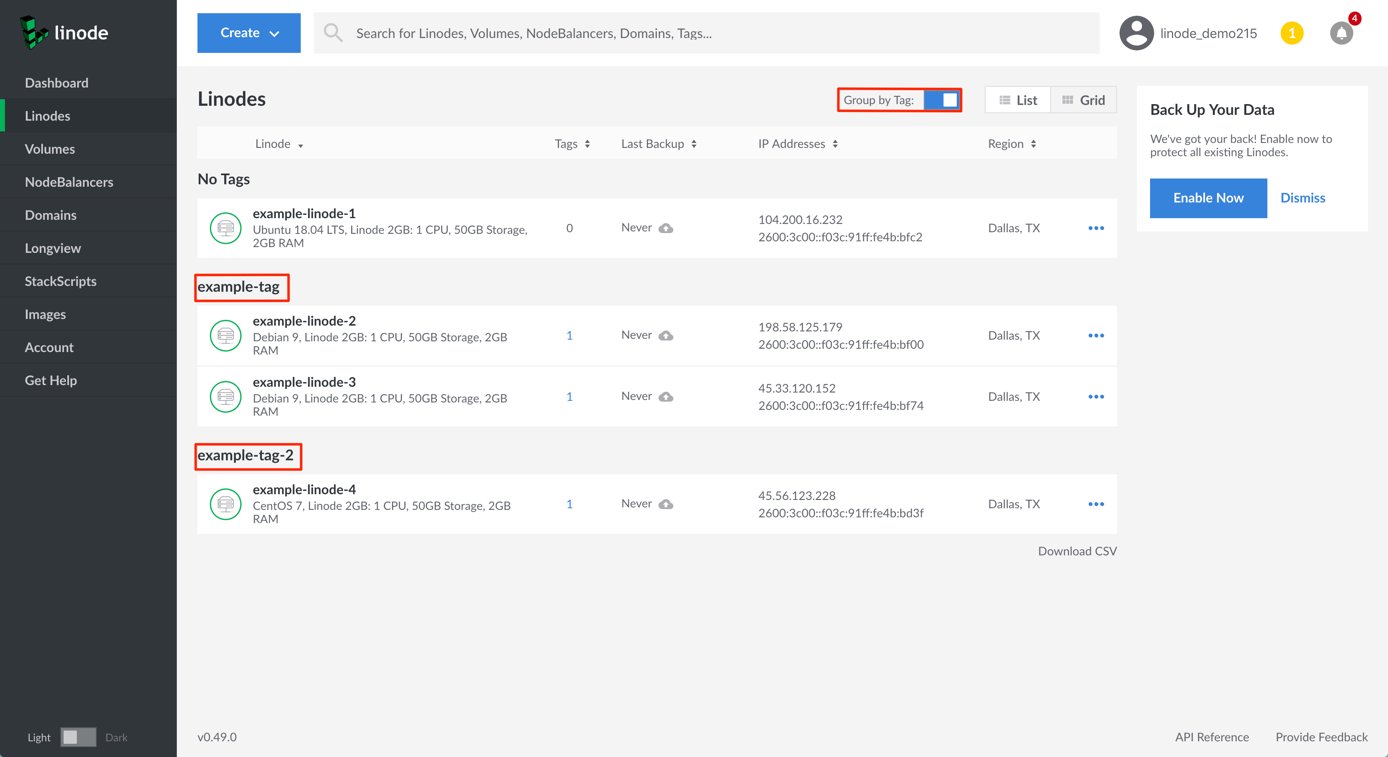 linode
Create
Search for Linodes, Volumes, NodeBalancers, Domains, Tags...
linode_demo215
1
4
Dashboard
Linodes
Volumes
NodeBalancers
Domains
Longview
StackScripts
Images
Account
Get Help
Light
Dark
Linodes
Group by Tag:
List
Grid
Linode Tags Last Backup IP Addresses Region
No Tags
example-linode-1
Ubuntu 18.04 LTS, Linode 2GB: 1 CPU, 50GB Storage,
2GB RAM
0
Never
104.200.16.232
2600:3c00::f03c:91ff:fe4b:bfc2
Dallas, TX
example-tag
example-linode-2
Debian 9, Linode 2GB: 1 CPU, 50GB Storage, 2GB
RAM
1
Never
198.58.125.179
2600:3c00::f03c:91ff:fe4b:bf00
Dallas, TX
example-linode-3
Debian 9, Linode 2GB: 1 CPU, 50GB Storage, 2GB
RAM
1
Never
45.33.120.152
2600:3c00::f03c:91ff:fe4b:bf74
Dallas, TX
example-tag-2
example-linode-4
CentOS 7, Linode 2GB: 1 CPU, 50GB Storage, 2GB
RAM
1
Never
45.56.123.228
2600:3c00::f03c:91ff:fe4b:bd3f
Dallas, TX
Download CSV
Back Up Your Data
We've got your back! Enable now to
protect all existing Linodes.
Enable Now
Dismiss
v0.49.0
API Reference
Provide Feedback